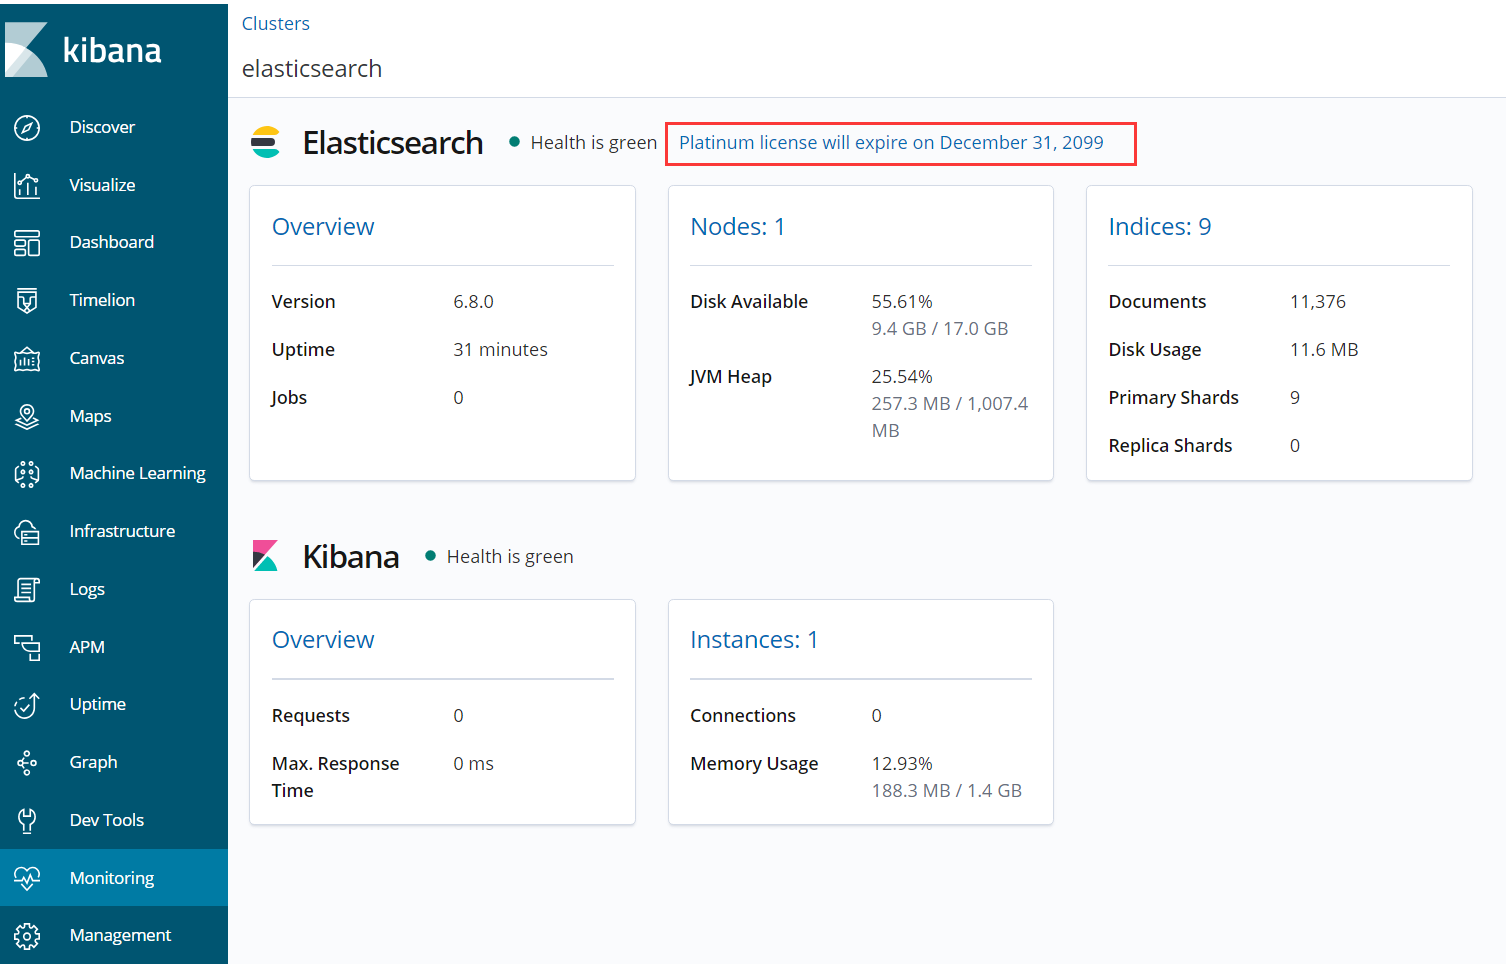 kibana
Discover
Visualize
Dashboard
Timelion
Canvas
Maps
Machine Learning
Infrastructure
Logs
APM
Uptime
Graph
Dev Tools
Monitoring
Management
Clusters
elasticsearch
Elasticsearch Health is green Platinum license will expire on December 31, 2099
Overview
Version 6.8.0
Uptime 31 minutes
Jobs 0
Nodes: 1
Disk Available 55.61%
9.4 GB / 17.0 GB
JVM Heap 25.54%
257.3 MB / 1,007.4
MB
Indices: 9
Documents 11,376
Disk Usage 11.6 MB
Primary Shards 9
Replica Shards 0
Kibana Health is green
Overview
Requests 0
Max. Response 0 ms
Time
Instances: 1
Connections 0
Memory Usage 12.93%
188.3 MB / 1.4 GB